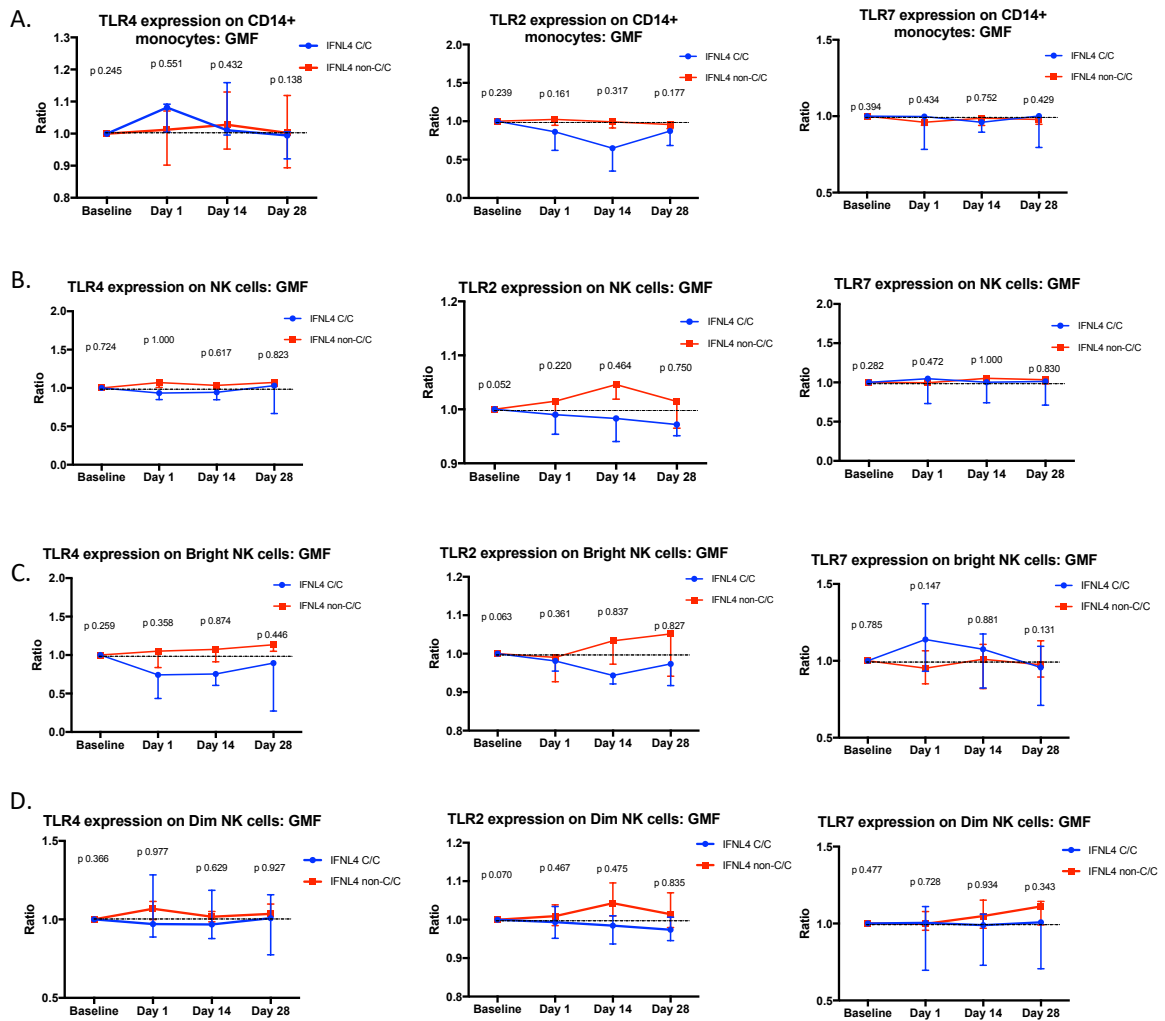 A.
TLR4 expression on CD14+
monocytes: GMF
IFNL4 C/C
IFNL4 non-C/C
p 0.245
p 0.551
p 0.432
p 0.138
Ratio
1.3
1.2
1.1
1.0
0.9
0.8
Baseline Day 1 Day 14 Day 28
TLR2 expression on CD14+
monocytes: GMF
IFNL4 C/C
IFNL4 non-C/C
p 0.239
p 0.161
p 0.317
p 0.177
Ratio
2.0
1.5
1.0
0.5
0.0
Baseline Day 1 Day 14 Day 28
TLR7 expression on CD14+
monocytes: GMF
IFNL4 C/C
IFNL4 non-C/C
p 0.394
p 0.434
p 0.752
p 0.429
Ratio
1.5
1.0
0.5
Baseline Day 1 Day 14 Day 28
B.
TLR4 expression on NK cells: GMF
IFNL4 C/C
IFNL4 non-C/C
p 0.724
p 1.000
p 0.617
p 0.823
Ratio
2.0
1.5
1.0
0.5
0.0
Baseline Day 1 Day 14 Day 28
TLR2 expression on NK cells: GMF
IFNL4 C/C
IFNL4 non-C/C
p 0.052
p 0.220
p 0.464
p 0.750
Ratio
1.2
1.1
1.0
0.9
Baseline Day 1 Day 14 Day 28
TLR7 expression on NK cells: GMF
IFNL4 C/C
IFNL4 non-C/C
p 0.282
p 0.472
p 1.000
p 0.830
Ratio
2.0
1.5
1.0
0.5
0.0
Baseline Day 1 Day 14 Day 28
C.
TLR4 expression on Bright NK cells: GMF
IFNL4 C/C
IFNL4 non-C/C
p 0.259
p 0.358
p 0.874
p 0.446
Ratio
2.0
1.5
1.0
0.5
0.0
Baseline Day 1 Day 14 Day 28
TLR2 expression on Bright NK cells: GMF
IFNL4 C/C
IFNL4 non-C/C
p 0.063
p 0.361
p 0.837
p 0.827
Ratio
1.2
1.1
1.0
0.9
0.8
Baseline Day 1 Day 14 Day 28
TLR7 expression on bright NK cells: GMF
IFNL4 C/C
IFNL4 non-C/C
p 0.785
p 0.147
p 0.881
p 0.131
Ratio
1.5
1.0
0.5
Baseline Day 1 Day 14 Day 28
D.
TLR4 expression on Dim NK cells: GMF
IFNL4 C/C
IFNL4 non-C/C
p 0.366
p 0.977
p 0.629
p 0.927
Ratio
1.5
1.0
0.5
Baseline Day 1 Day 14 Day 28
TLR2 expression on Dim NK cells: GMF
IFNL4 C/C
IFNL4 non-C/C
p 0.070
p 0.467
p 0.475
p 0.835
Ratio
1.2
1.1
1.0
0.9
0.8
Baseline Day 1 Day 14 Day 28
TLR7 expression on Dim NK cells: GMF
IFNL4 C/C
IFNL4 non-C/C
p 0.477
p 0.728
p 0.934
p 0.343
Ratio
1.5
1.0
0.5
Baseline Day 1 Day 14 Day 28